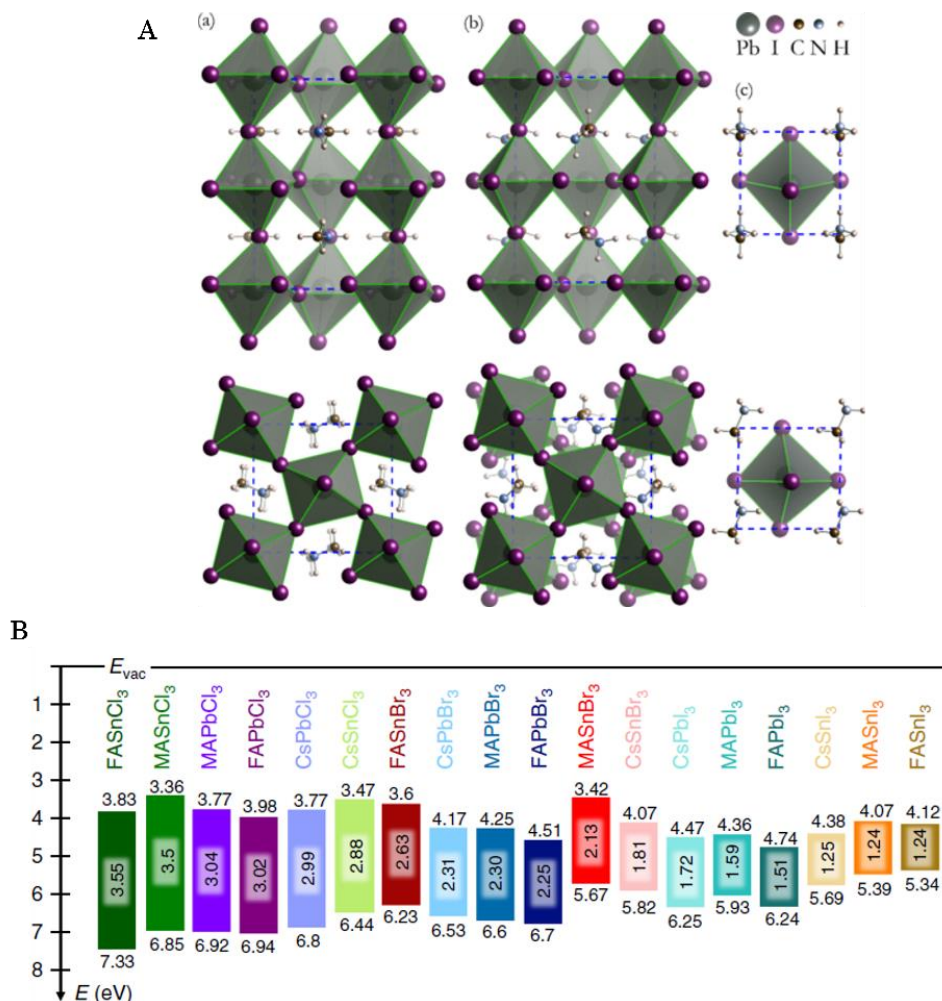 A
(a)
(b)
Pb I C N H
(c)
B
E_vac
1
2
3
4
5
6
7
8
E (eV)
FASnCl₃
MASnCl₃
MAPbCl₃
FAPbCl₃
CsPbCl₃
CsSnCl₃
FASnBr₃
CsPbBr₃
MAPbBr₃
FAPbBr₃
MASnBr₃
CsSnBr₃
CsPbI₃
MAPbI₃
FAPbI₃
CsSnI₃
MASnI₃
FASnI₃
3.83 3.36 3.77 3.98 3.77 3.47 3.6 4.17 4.25 4.51 3.42 4.07 4.47 4.36 4.74 4.38 4.07 4.12
3.55 3.5 3.04 3.02 2.99 2.88 2.63 2.31 2.30 2.25 2.13 1.81 1.72 1.59 1.51 1.25 1.24 1.24
7.33 6.85 6.92 6.94 6.8 6.44 6.23 6.53 6.6 6.7 5.67 5.82 6.25 5.93 6.24 5.69 5.39 5.34